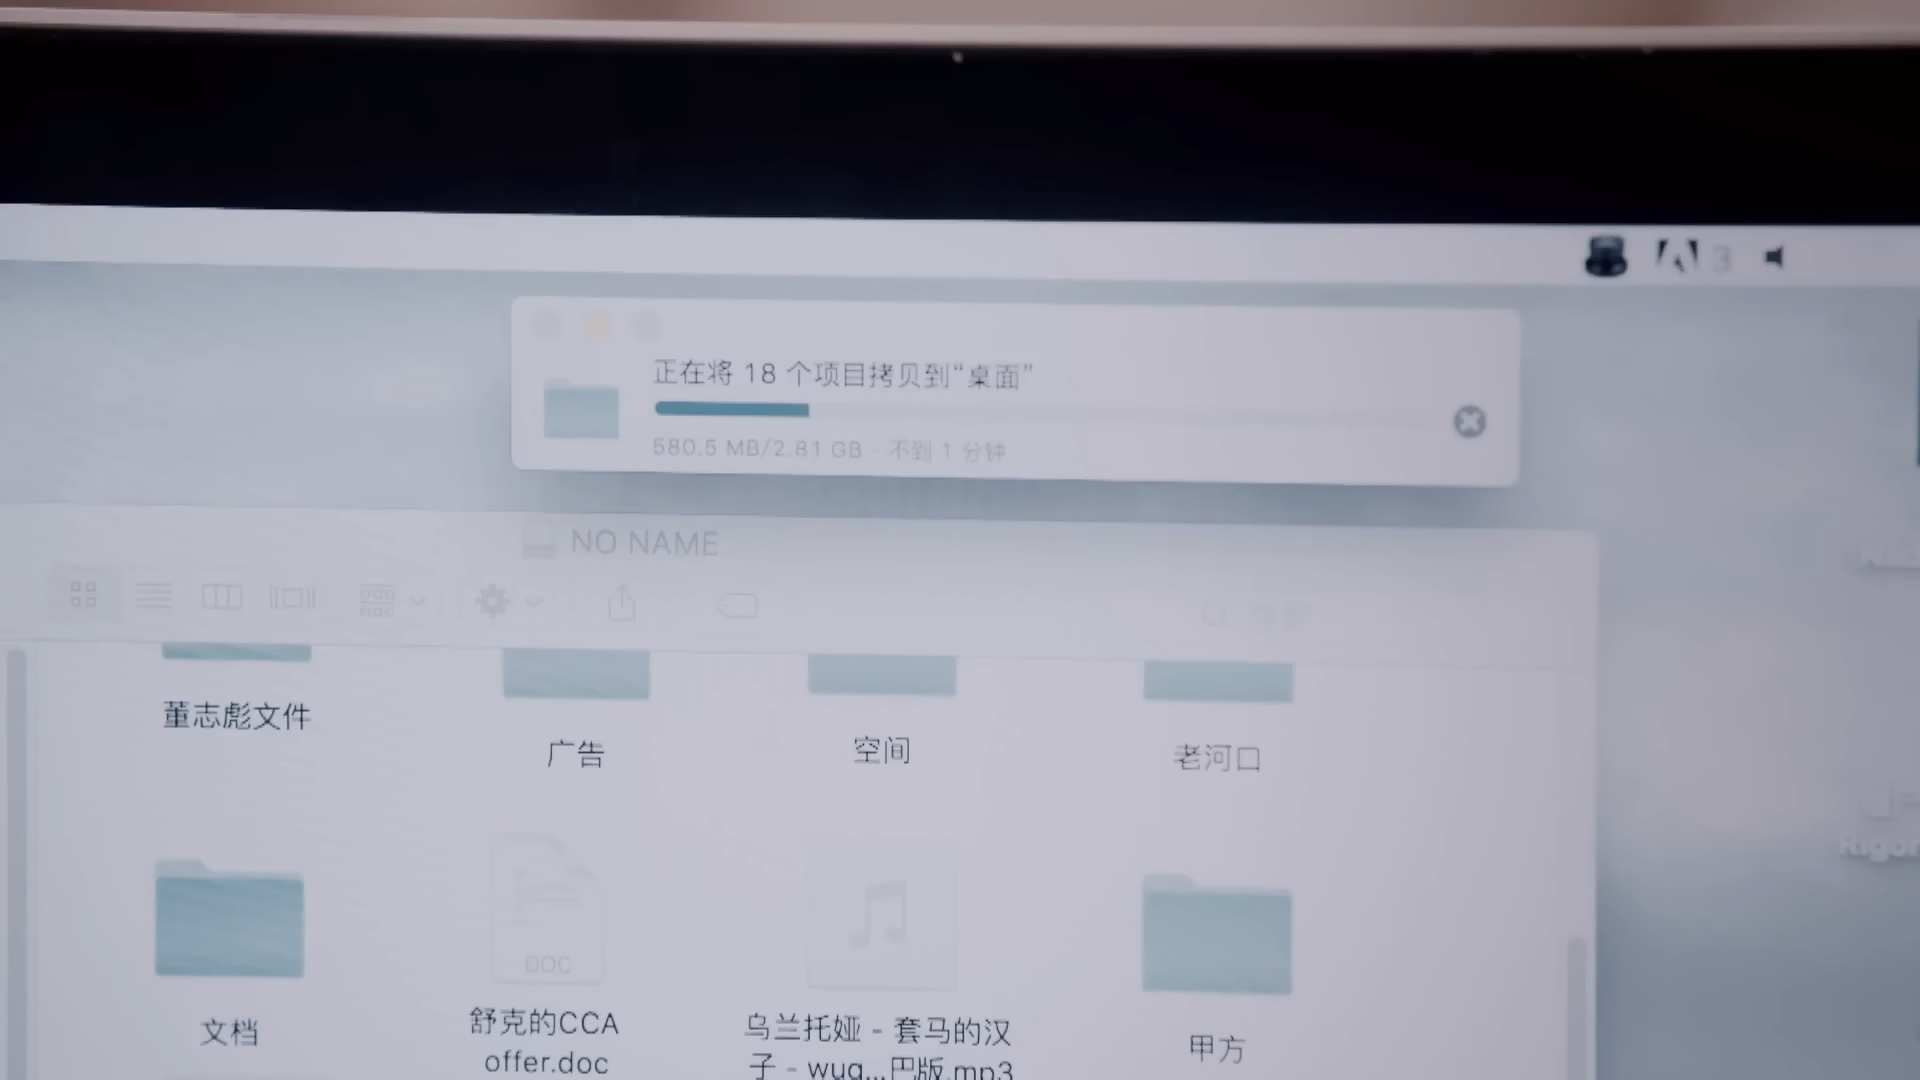 3
正在将 18 个项目拷贝到“桌面”
580.5 MB/2.81 GB - 不到 1 分钟
NO NAME
董志彪文件
广告
空间
老河口
DOC
文档
舒克的CCA
offer.doc
乌兰托娅 - 套马的汉
子 - wuq...巴版.mp3
甲方